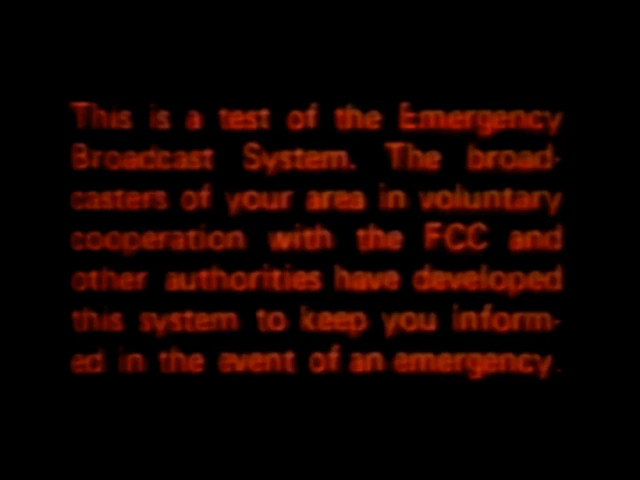 This is a test of the Emergency
Broadcast System. The broad-
casters of your area in voluntary
cooperation with the FCC and
other authorities have developed
this system to keep you inform-
ed in the event of an emergency.